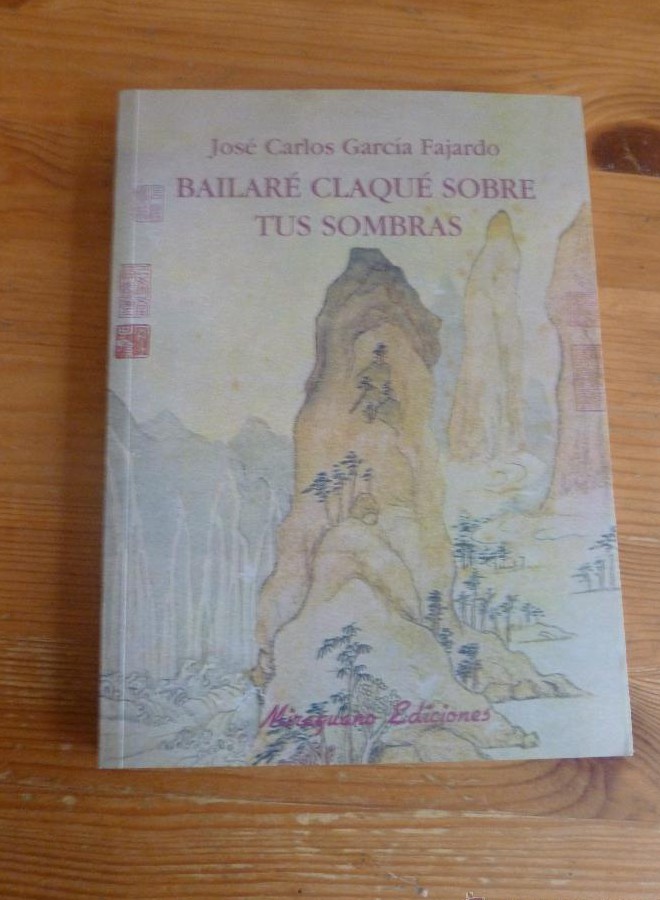 José Carlos García Fajardo
BAILARÉ CLAQUÉ SOBRE
TUS SOMBRAS
Miraguano Ediciones